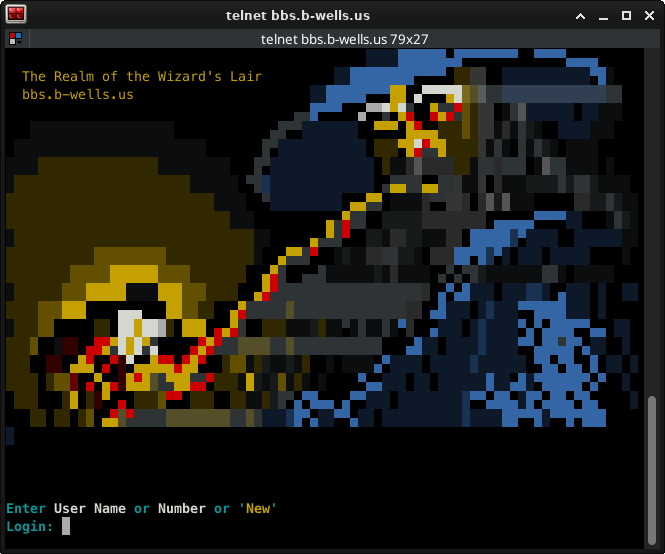 telnet bbs.b-wells.us
telnet bbs.b-wells.us 79x27
The Realm of the Wizard's Lair
bbs.b-wells.us
Enter User Name or Number or 'New'
Login: